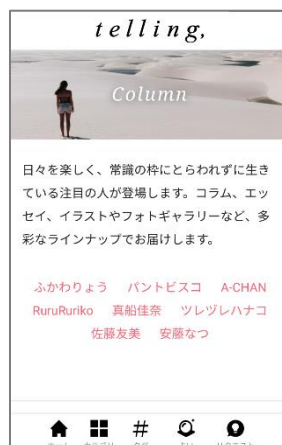 telling,
Column
日々を楽しく、常識の枠にとらわれずに生き
ている注目の人が登場します。コラム、エッ
セイ、イラストやフォトギャラリーなど、多
彩なラインナップでお届けします。
ふかわりょう パントビスコ A-CHAN
RuruRuriko 真船佳奈 ツレヅレハナコ
佐藤友美 安藤なつ